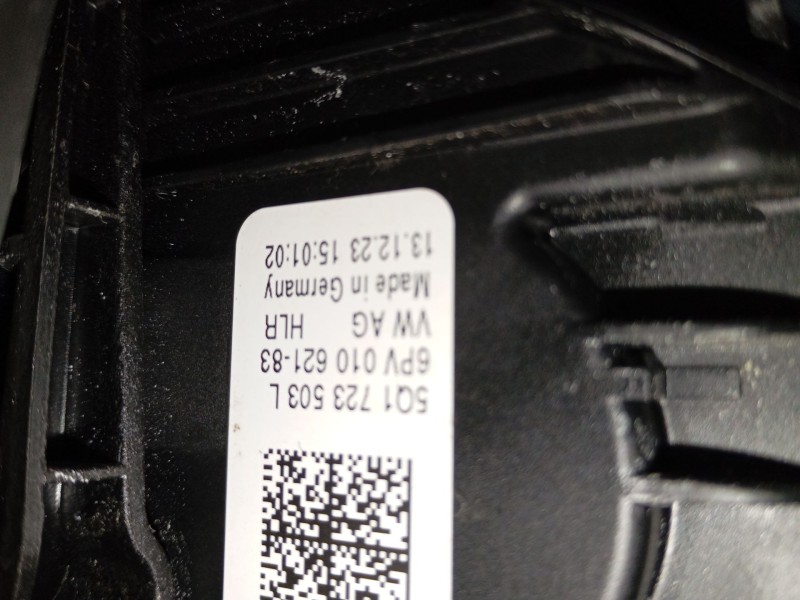 5Q1 723 503 L
6PV 010 621-83
VW AG HLR
Made in Germany
13.12.23 15:01:02